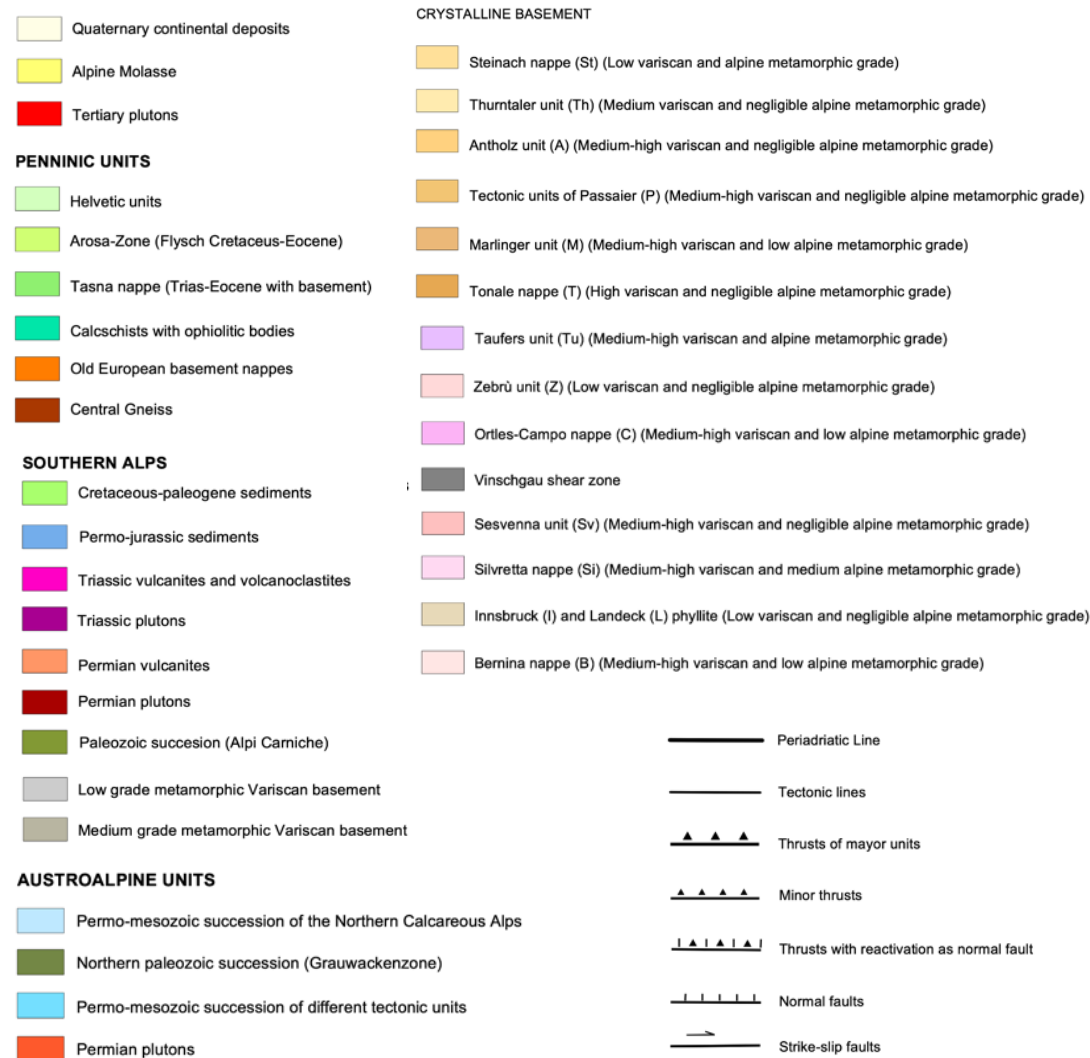 Quaternary continental deposits
Alpine Molasse
Tertiary plutons
PENNINIC UNITS
Helvetic units
Arosa-Zone (Flysch Cretaceus-Eocene)
Tasna nappe (Trias-Eocene with basement)
Calcschists with ophiolitic bodies
Old European basement nappes
Central Gneiss
SOUTHERN ALPS
Cretaceous-paleogene sediments
Permo-jurassic sediments
Triassic vulcanites and volcanoclastites
Triassic plutons
Permian vulcanites
Permian plutons
Paleozoic succesion (Alpi Carniche)
Low grade metamorphic Variscan basement
Medium grade metamorphic Variscan basement
AUSTROALPINE UNITS
Permo-mesozoic succession of the Northern Calcareous Alps
Northern paleozoic succession (Grauwackenzone)
Permo-mesozoic succession of different tectonic units
Permian plutons
CRYSTALLINE BASEMENT
Steinach nappe (St) (Low variscan and alpine metamorphic grade)
Thurntaler unit (Th) (Medium variscan and negligible alpine metamorphic grade)
Antholz unit (A) (Medium-high variscan and negligible alpine metamorphic grade)
Tectonic units of Passaier (P) (Medium-high variscan and negligible alpine metamorphic grade)
Marlinger unit (M) (Medium-high variscan and low alpine metamorphic grade)
Tonale nappe (T) (High variscan and negligible alpine metamorphic grade)
Taufers unit (Tu) (Medium-high variscan and alpine metamorphic grade)
Zebrù unit (Z) (Low variscan and negligible alpine metamorphic grade)
Ortles-Campo nappe (C) (Medium-high variscan and low alpine metamorphic grade)
Vinschgau shear zone
Sesvenna unit (Sv) (Medium-high variscan and negligible alpine metamorphic grade)
Silvretta nappe (Si) (Medium-high variscan and medium alpine metamorphic grade)
Innsbruck (I) and Landeck (L) phyllite (Low variscan and negligible alpine metamorphic grade)
Bernina nappe (B) (Medium-high variscan and low alpine metamorphic grade)
Periadriatic Line
Tectonic lines
Thrusts of mayor units
Minor thrusts
Thrusts with reactivation as normal fault
Normal faults
Strike-slip faults